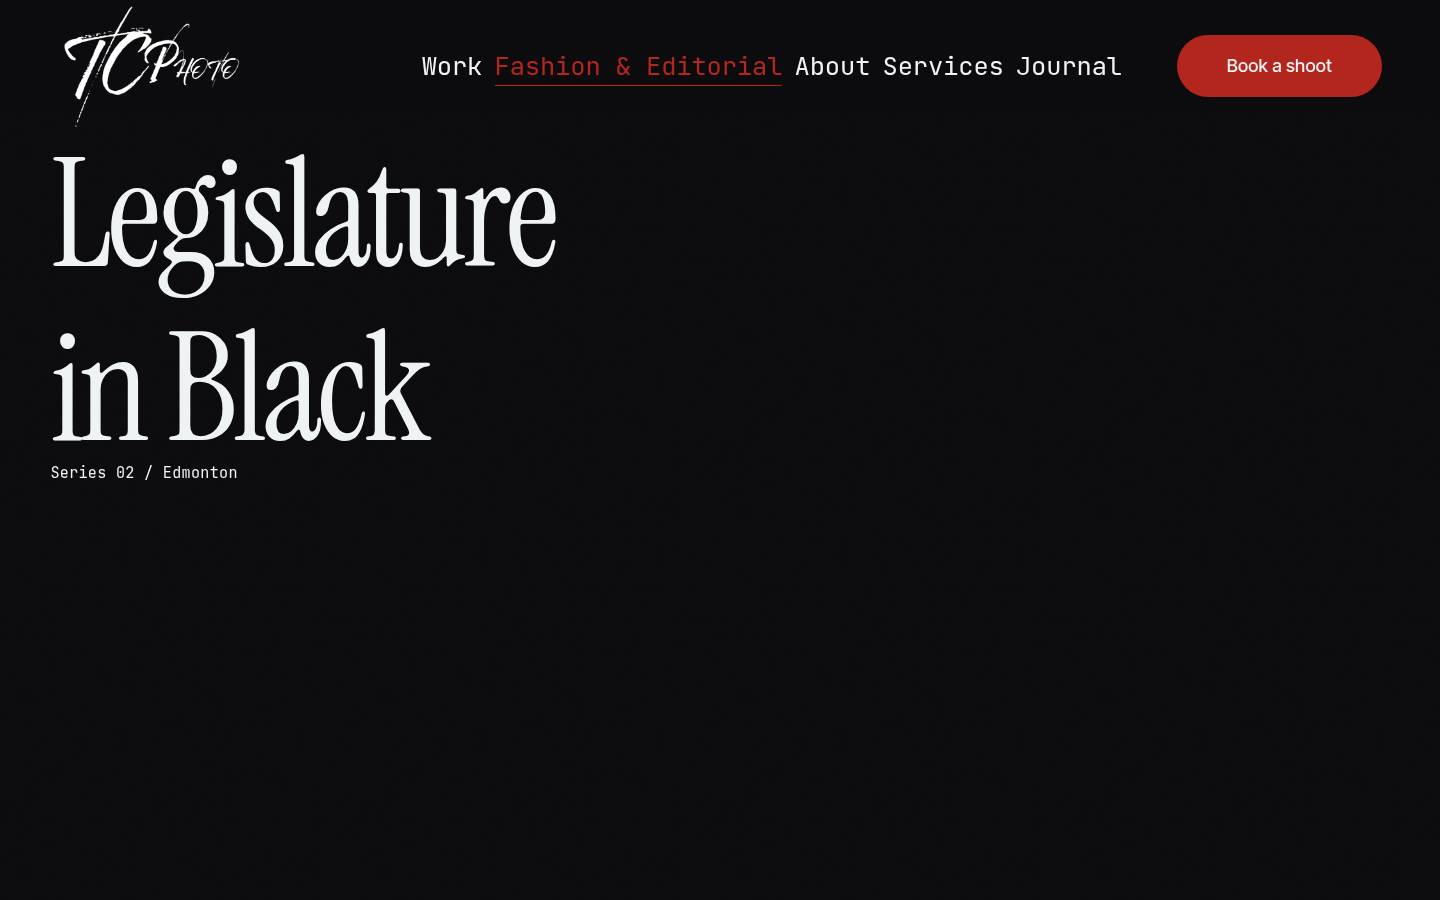 TCPHOTO
Work Fashion & Editorial About Services Journal
Book a shoot
Legislature
in Black
Series 02 / Edmonton